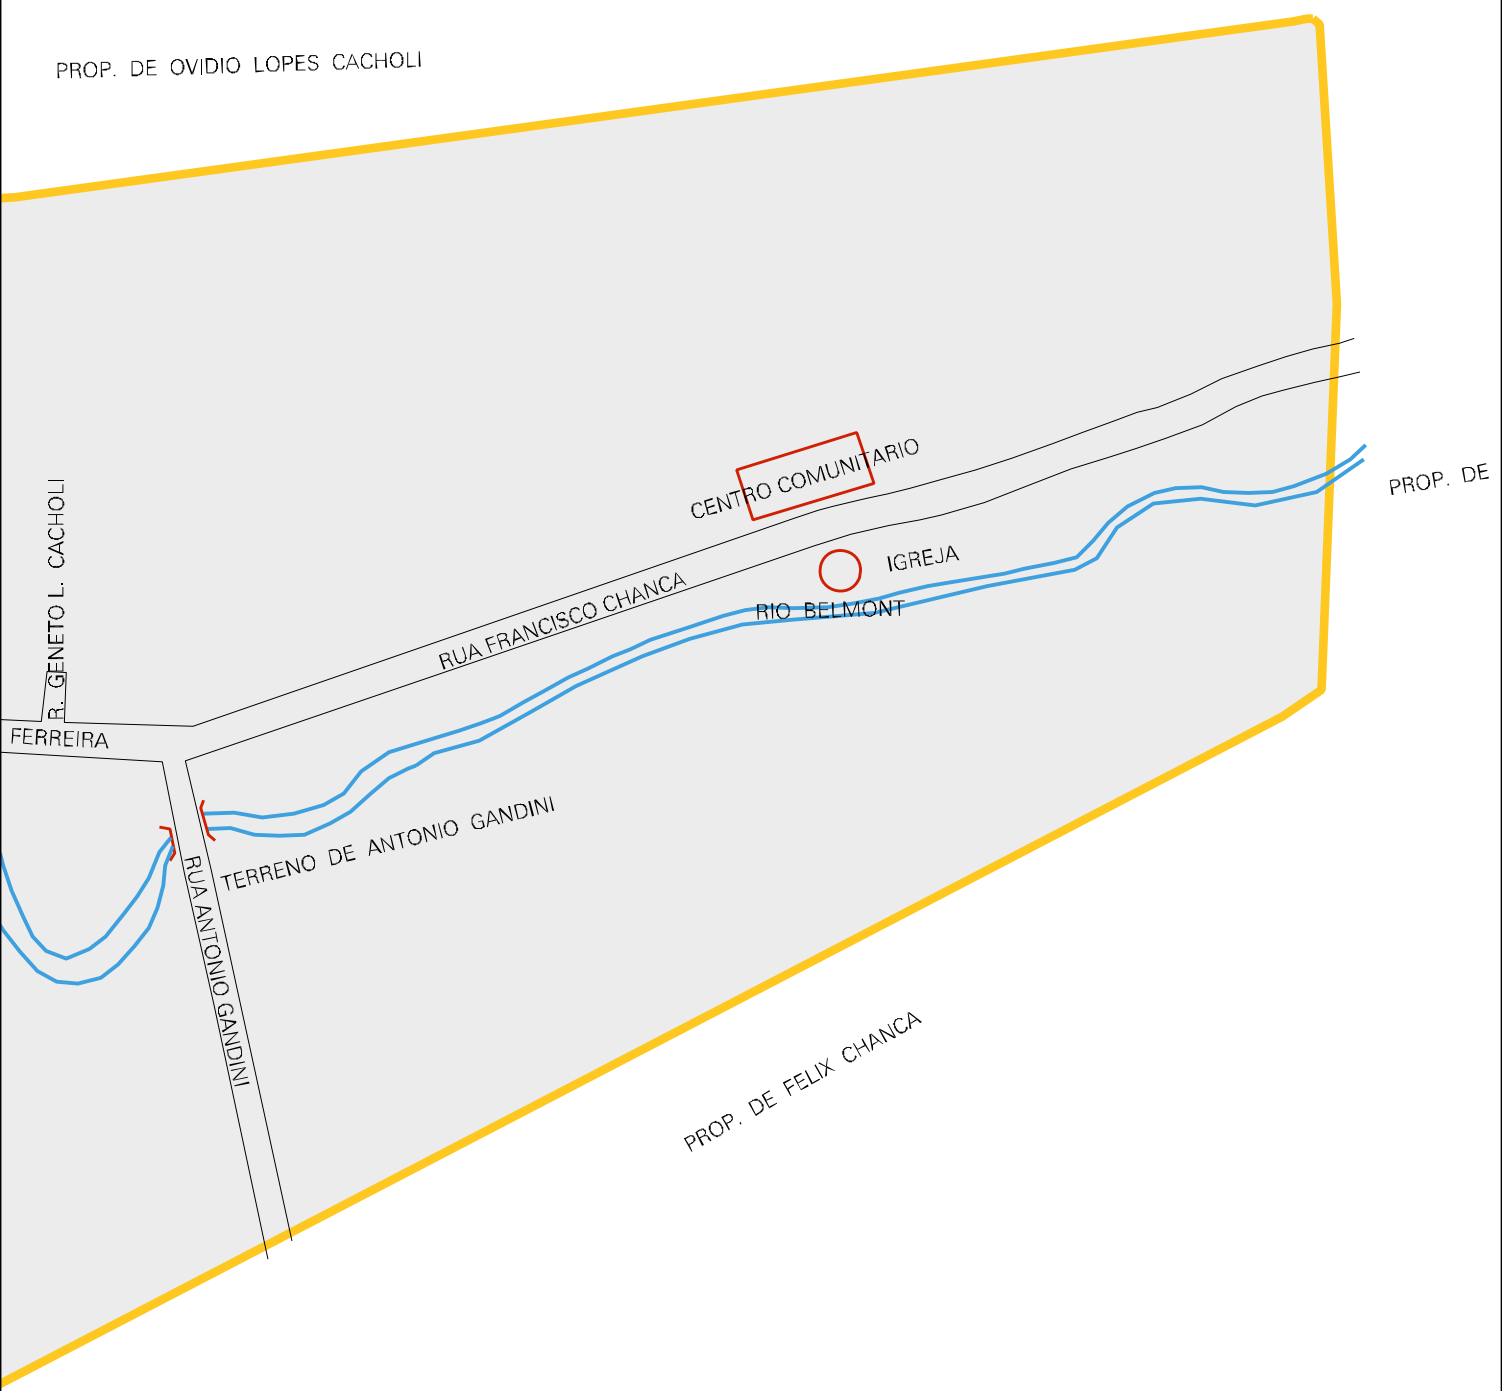 PROP. DE OVIDIO LOPES CACHOLI
CENTRO COMUNITARIO
PROP. DE
R. GENETO L. CACHOLI
IGREJA
RUA FRANCISCO CHANCA
RIO BELMONT
FERREIRA
TERRENO DE ANTONIO GANDINI
RUA ANTONIO GANDINI
PROP. DE FELIX CHANCA